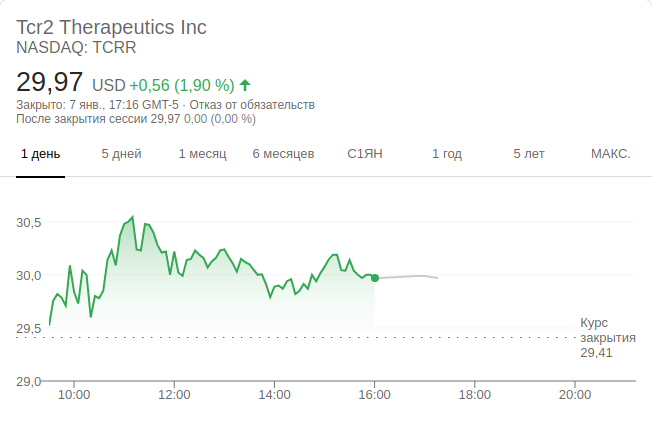 Tcr2 Therapeutics Inc
NASDAQ: TCRR
29,97 USD +0,56 (1,90 %)
Закрыто: 7 янв., 17:16 GMT-5 · Отказ от обязательств
После закрытия сессии 29,97 0,00 (0,00 %)
1 день 5 дней 1 месяц 6 месяцев С1ЯН 1 год 5 лет МАКС.
30,5
30,0
29,5
Курс
закрытия
29,41
29,0
10:00 12:00 14:00 16:00 18:00 20:00